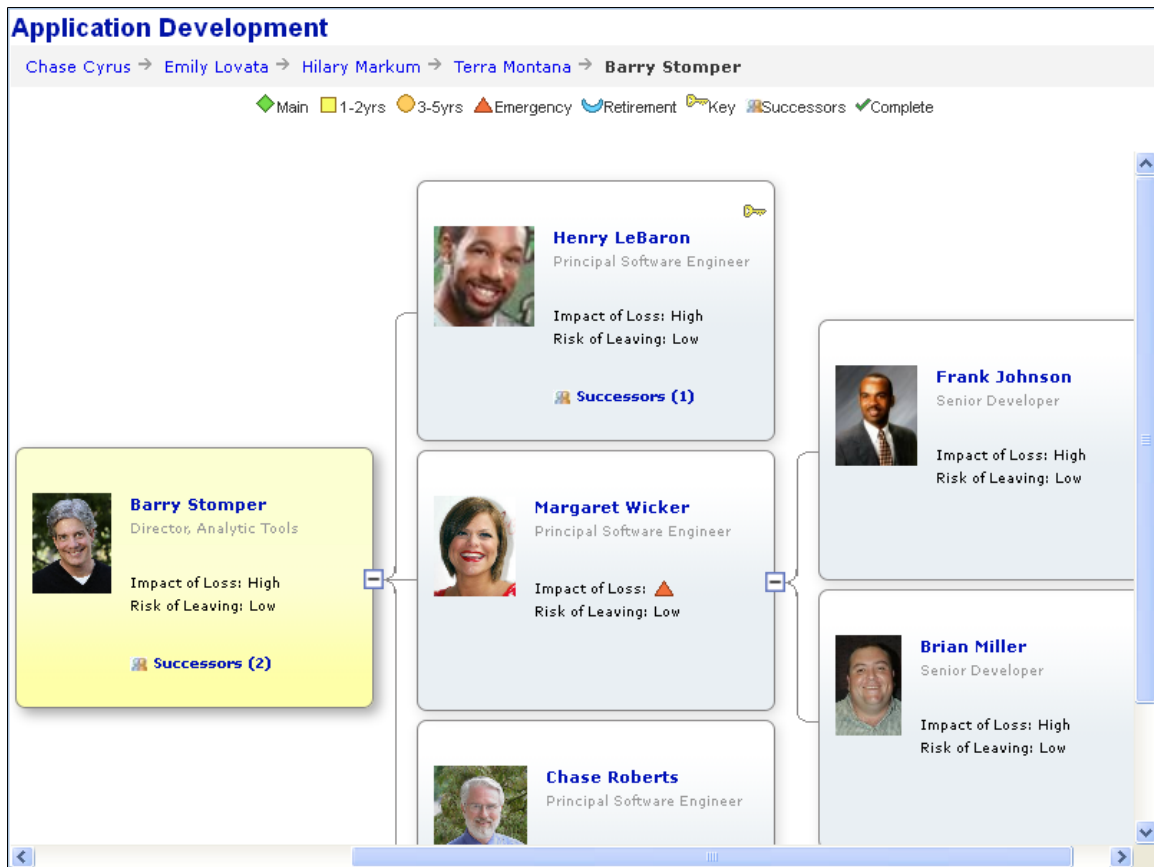 Application Development
Chase Cyrus → Emily Lovata → Hilary Markum → Terra Montana → Barry Stomper
Main 1-2yrs 3-5yrs Emergency Retirement Key Successors Complete
Henry LeBaron
Principal Software Engineer
Impact of Loss: High
Risk of Leaving: Low
Successors (1)
Frank Johnson
Senior Developer
Impact of Loss: High
Risk of Leaving: Low
Barry Stomper
Director, Analytic Tools
Impact of Loss: High
Risk of Leaving: Low
Successors (2)
Margaret Wicker
Principal Software Engineer
Impact of Loss:
Risk of Leaving: Low
Brian Miller
Senior Developer
Impact of Loss: High
Risk of Leaving: Low
Chase Roberts
Principal Software Engineer